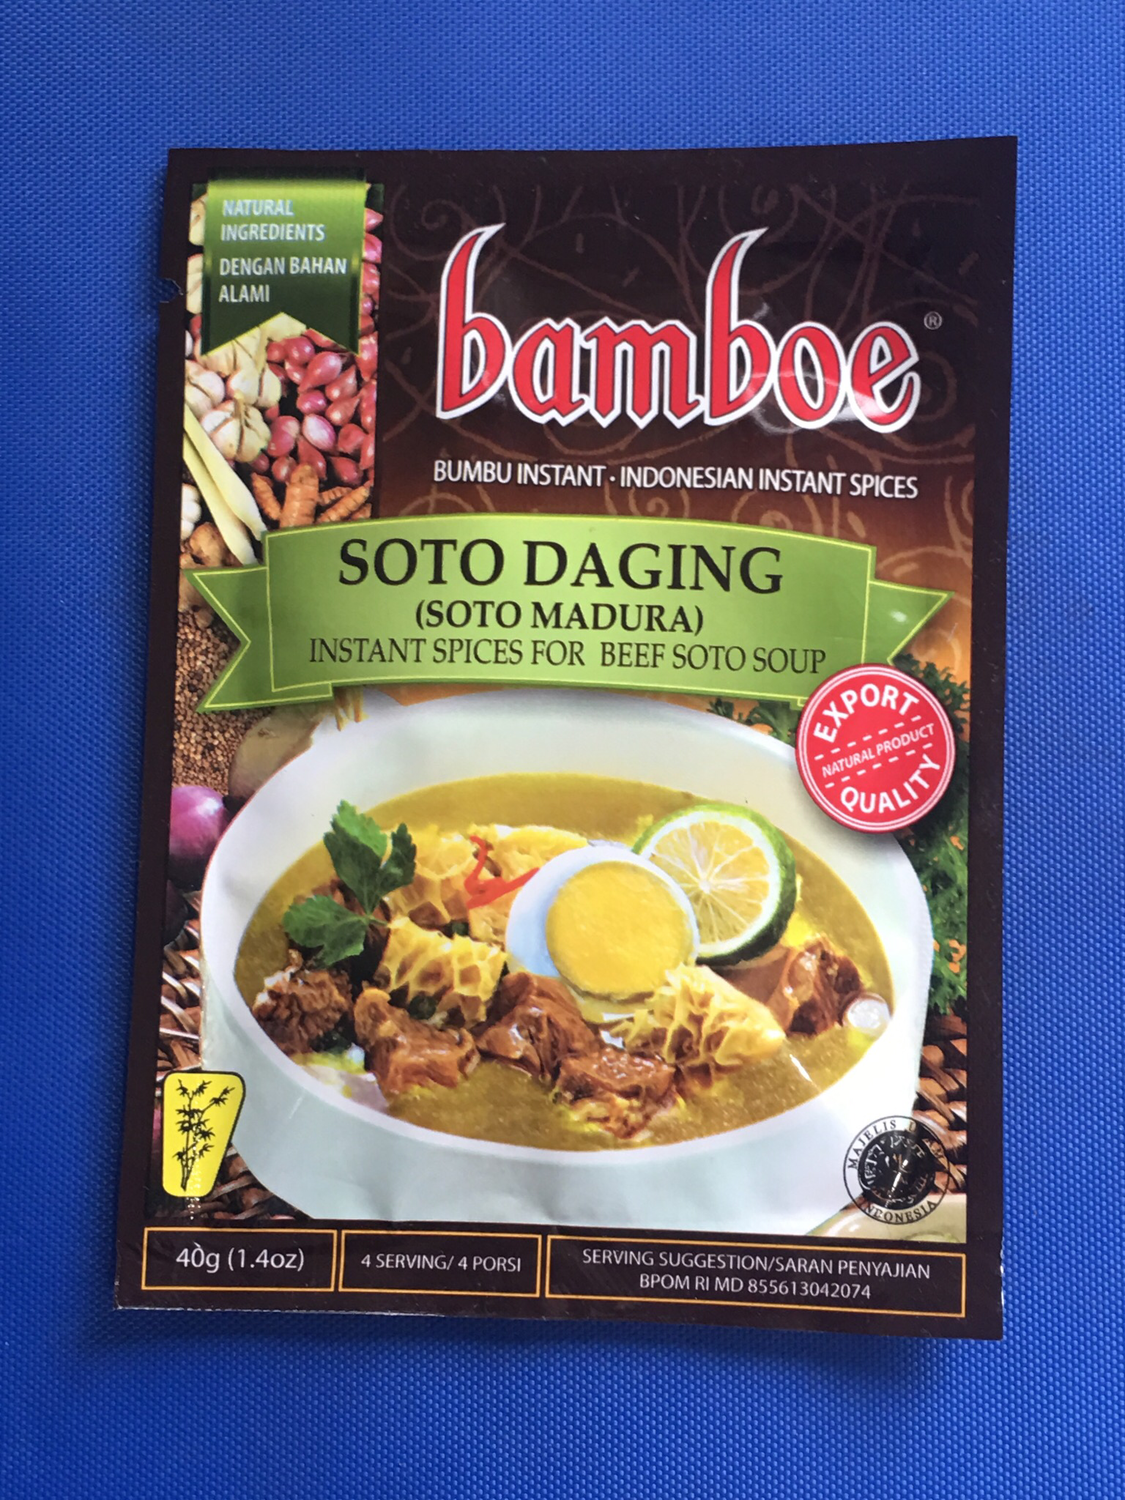 NATURAL
INGREDIENTS
DENGAN BAHAN
ALAMI
bamboe®
BUMBU INSTANT · INDONESIAN INSTANT SPICES
SOTO DAGING
(SOTO MADURA)
INSTANT SPICES FOR BEEF SOTO SOUP
EXPORT
NATURAL PRODUCT
QUALITY
MAJELIS
INDONESIA
40g (1.4oz)
4 SERVING/ 4 PORSI
SERVING SUGGESTION/SARAN PENYAJIAN
BPOM RI MD 855613042074